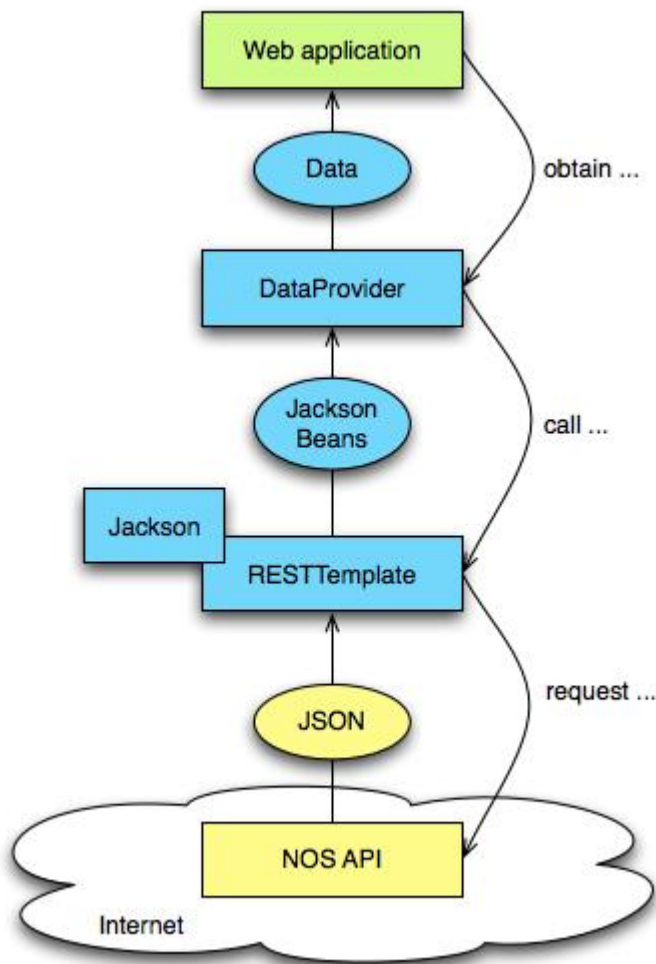 Web application
Data
obtain ...
DataProvider
Jackson
Beans
call ...
Jackson
RESTTemplate
request ...
JSON
NOS API
Internet